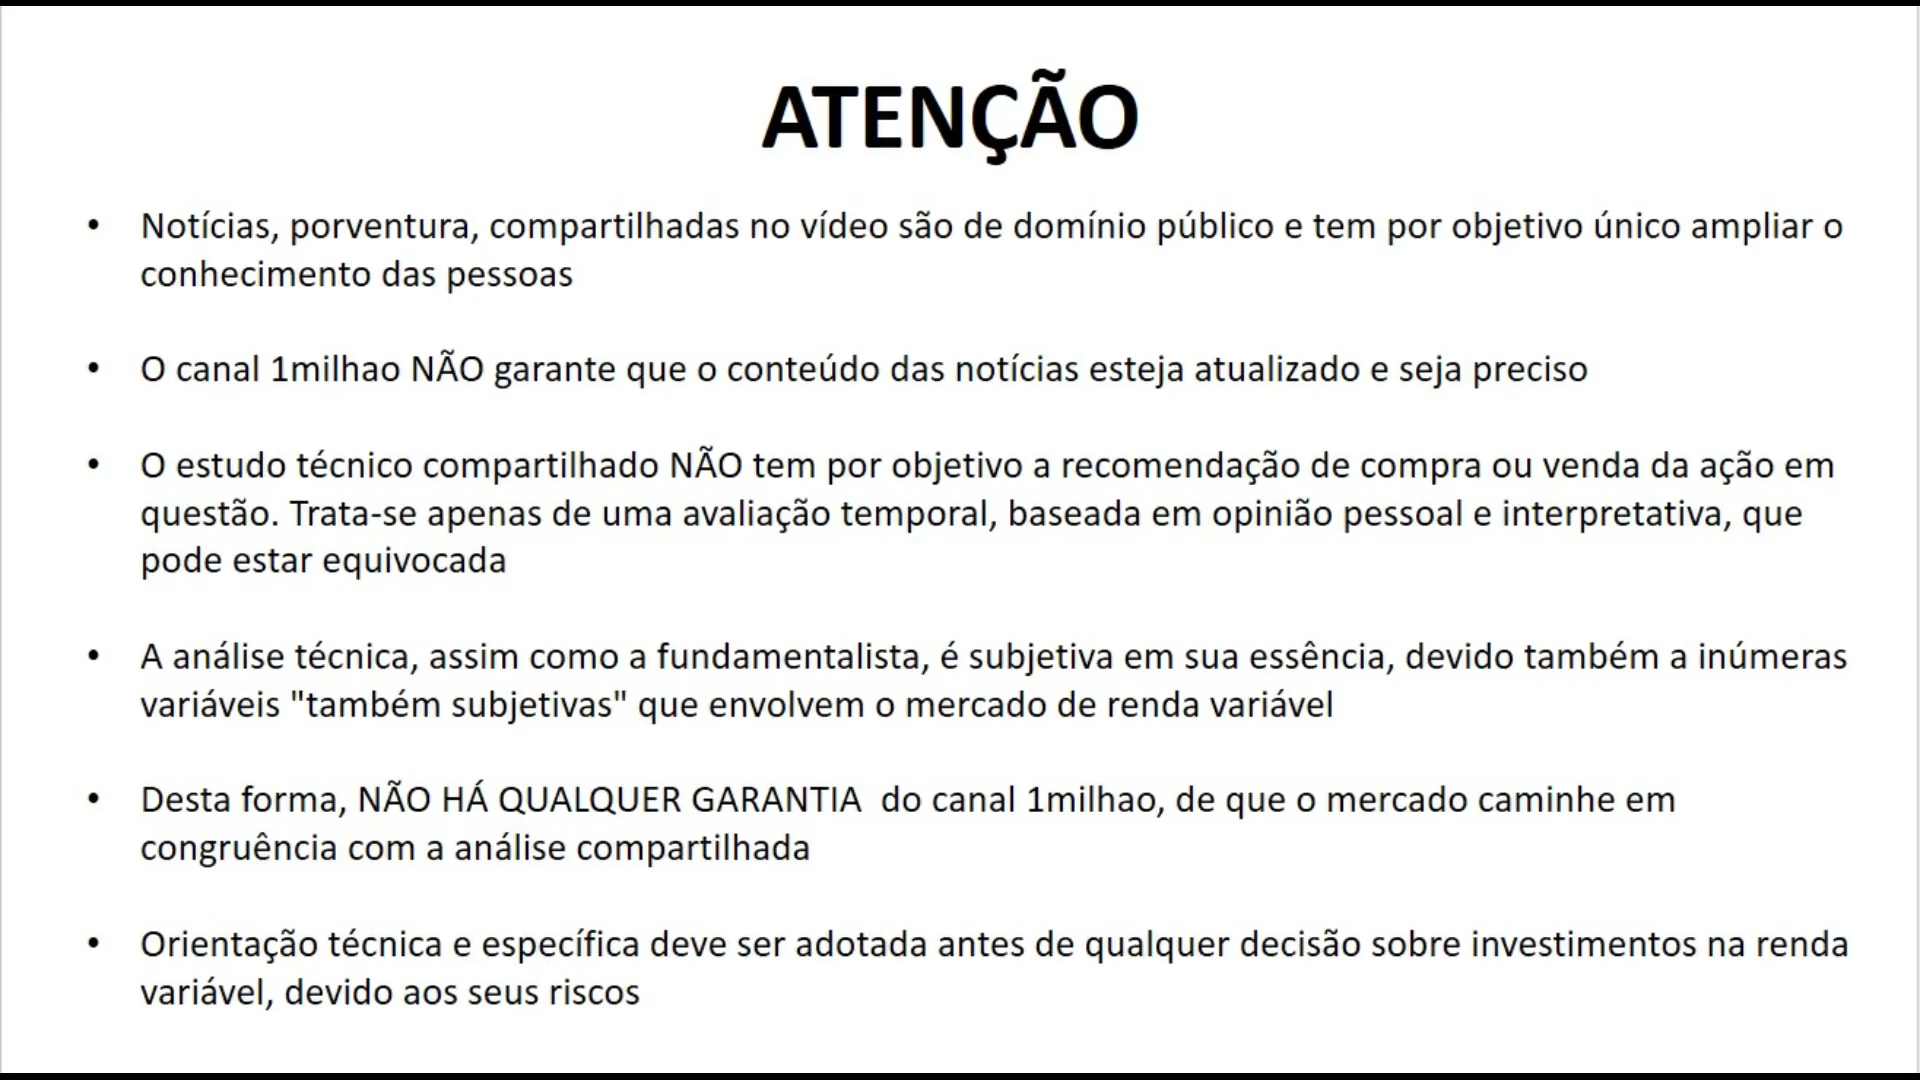 ATENÇÃO
• Notícias, porventura, compartilhadas no vídeo são de domínio público e tem por objetivo único ampliar o
conhecimento das pessoas
• O canal 1milhao NÃO garante que o conteúdo das notícias esteja atualizado e seja preciso
• O estudo técnico compartilhado NÃO tem por objetivo a recomendação de compra ou venda da ação em
questão. Trata-se apenas de uma avaliação temporal, baseada em opinião pessoal e interpretativa, que
pode estar equivocada
• A análise técnica, assim como a fundamentalista, é subjetiva em sua essência, devido também a inúmeras
variáveis "também subjetivas" que envolvem o mercado de renda variável
• Desta forma, NÃO HÁ QUALQUER GARANTIA  do canal 1milhao, de que o mercado caminhe em
congruência com a análise compartilhada
• Orientação técnica e específica deve ser adotada antes de qualquer decisão sobre investimentos na renda
variável, devido aos seus riscos